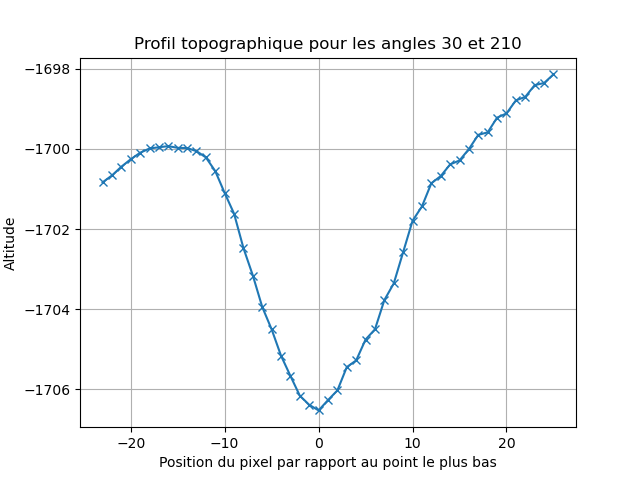 Profil topographique pour les angles 30 et 210
Altitude
−1698
−1700
−1702
−1704
−1706
−20 −10 0 10 20
Position du pixel par rapport au point le plus bas